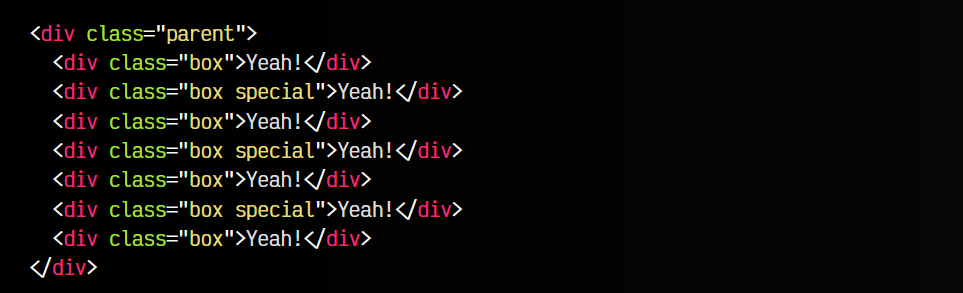 <div class="parent">
  <div class="box">Yeah!</div>
  <div class="box special">Yeah!</div>
  <div class="box">Yeah!</div>
  <div class="box special">Yeah!</div>
  <div class="box">Yeah!</div>
  <div class="box special">Yeah!</div>
  <div class="box">Yeah!</div>
</div>